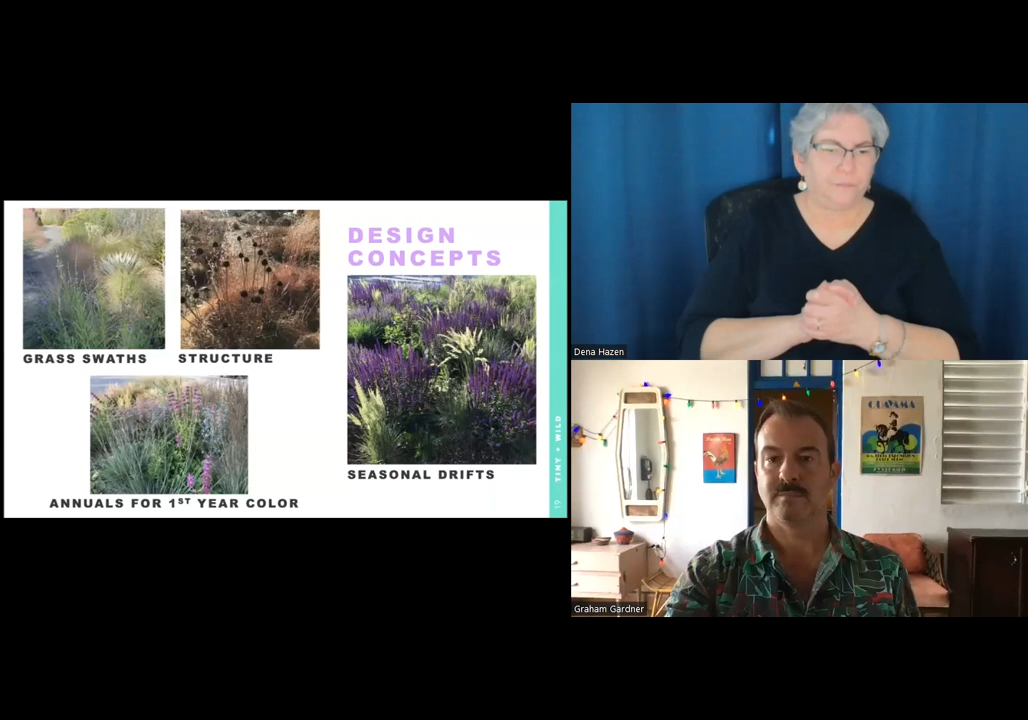 DESIGN
CONCEPTS
GRASS SWATHS
STRUCTURE
SEASONAL DRIFTS
ANNUALS FOR 1ST YEAR COLOR
TINY + WILD
Dena Hazen
GUAYAMA
Graham Gardner